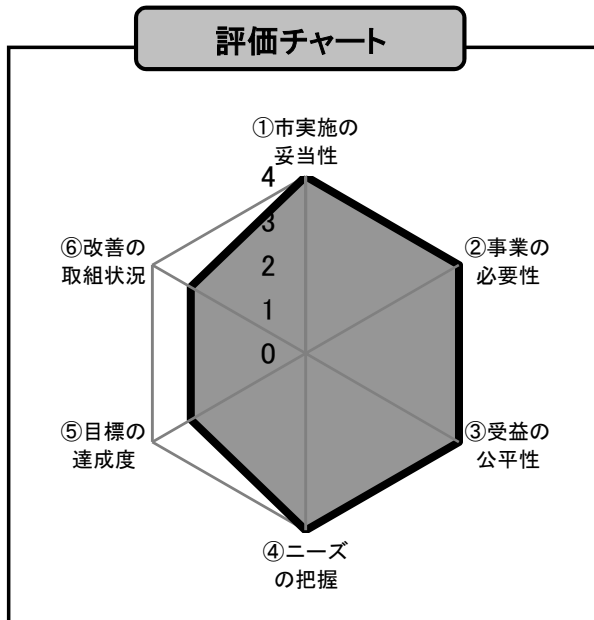 評価チャート
①市実施の
妥当性
4
3
2
1
0
②事業の
必要性
③受益の
公平性
④ニーズ
の把握
⑤目標の
達成度
⑥改善の
取組状況